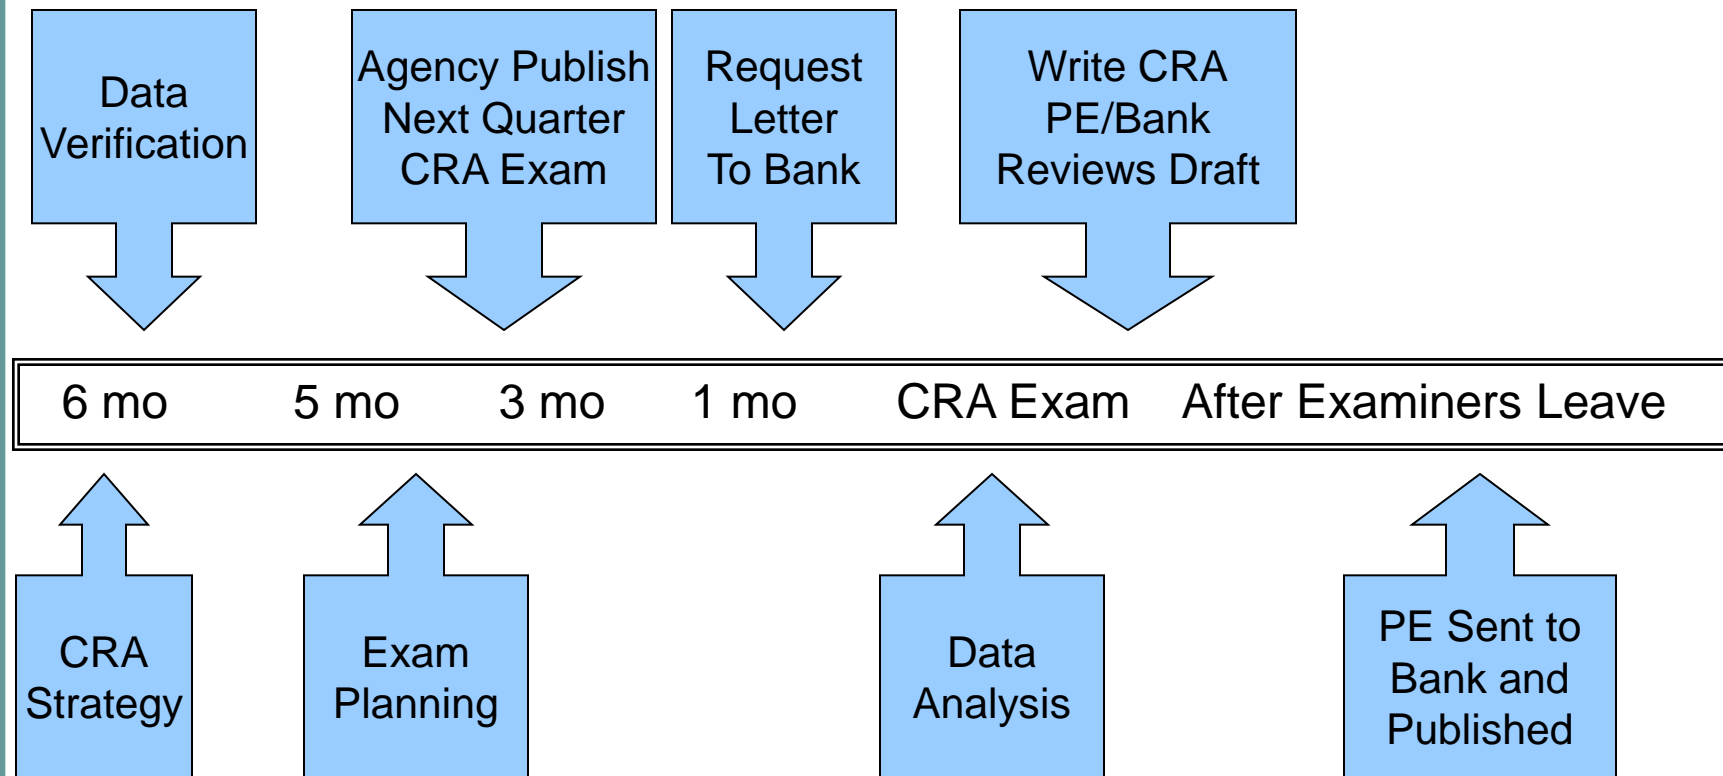 Data
Verification
Agency Publish
Next Quarter
CRA Exam
Request
Letter
To Bank
Write CRA
PE/Bank
Reviews Draft
6 mo
5 mo
3 mo
1 mo
CRA Exam
After Examiners Leave
CRA
Strategy
Exam
Planning
Data
Analysis
PE Sent to
Bank and
Published